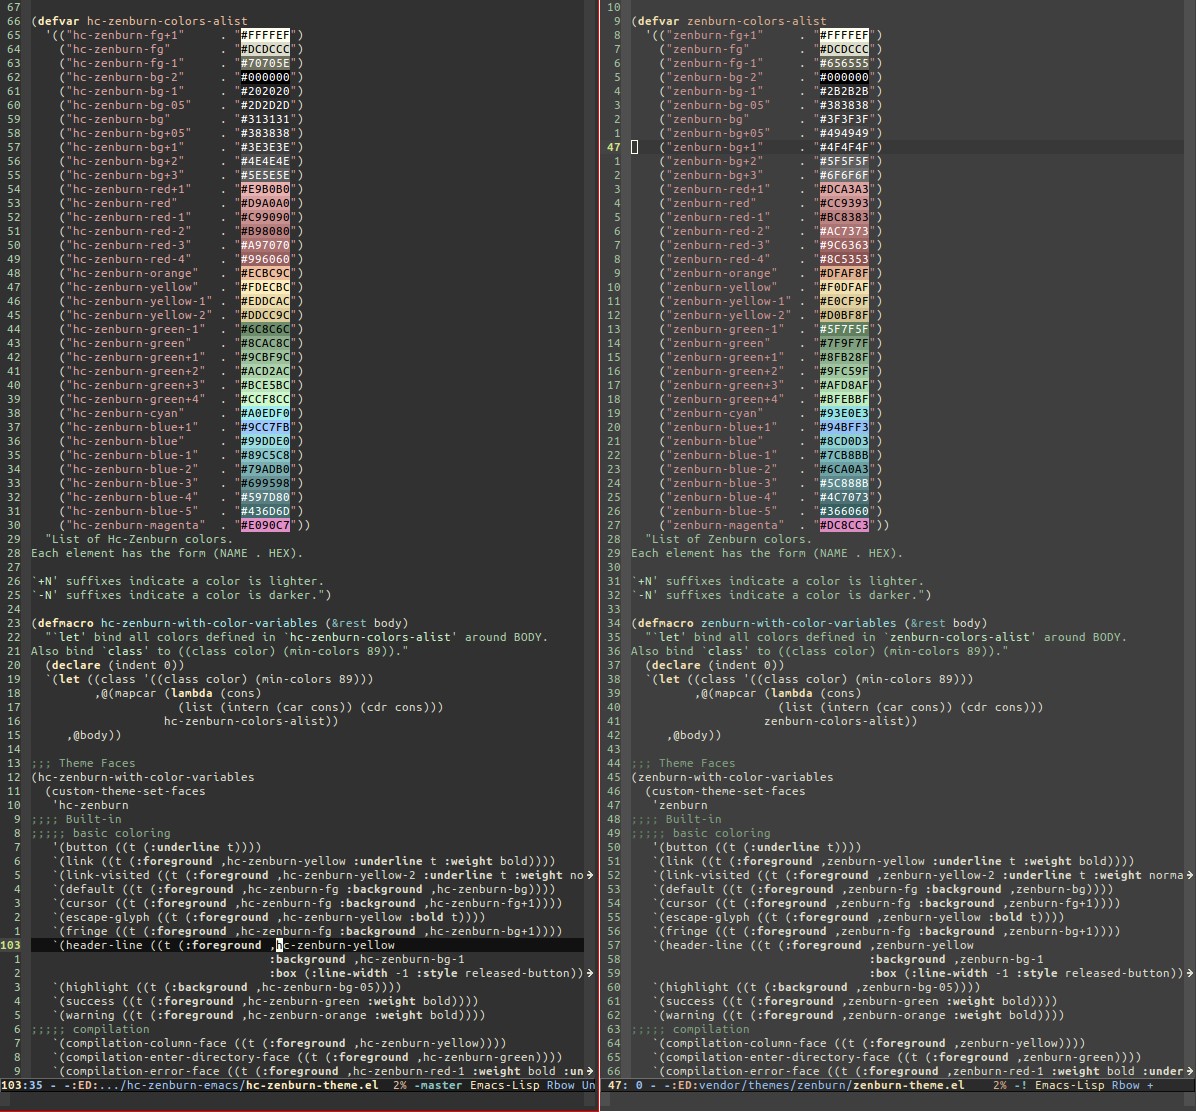 67
66 (defvar hc-zenburn-colors-alist
65   '(("hc-zenburn-fg+1"     . "#FFFFEF")
64     ("hc-zenburn-fg"       . "#DCDCCC")
63     ("hc-zenburn-fg-1"     . "#70705E")
62     ("hc-zenburn-bg-2"     . "#000000")
61     ("hc-zenburn-bg-1"     . "#202020")
60     ("hc-zenburn-bg-05"    . "#2D2D2D")
59     ("hc-zenburn-bg"       . "#313131")
58     ("hc-zenburn-bg+05"    . "#383838")
57     ("hc-zenburn-bg+1"     . "#3E3E3E")
56     ("hc-zenburn-bg+2"     . "#4E4E4E")
55     ("hc-zenburn-bg+3"     . "#5E5E5E")
54     ("hc-zenburn-red+1"    . "#E9B0B0")
53     ("hc-zenburn-red"      . "#D9A0A0")
52     ("hc-zenburn-red-1"    . "#C99090")
51     ("hc-zenburn-red-2"    . "#B98080")
50     ("hc-zenburn-red-3"    . "#A97070")
49     ("hc-zenburn-red-4"    . "#996060")
48     ("hc-zenburn-orange"   . "#ECBC9C")
47     ("hc-zenburn-yellow"   . "#FDECBC")
46     ("hc-zenburn-yellow-1" . "#EDDCAC")
45     ("hc-zenburn-yellow-2" . "#DDCC9C")
44     ("hc-zenburn-green-1"  . "#6C8C6C")
43     ("hc-zenburn-green"    . "#8CAC8C")
42     ("hc-zenburn-green+1"  . "#9CBF9C")
41     ("hc-zenburn-green+2"  . "#ACD2AC")
40     ("hc-zenburn-green+3"  . "#BCE5BC")
39     ("hc-zenburn-green+4"  . "#CCF8CC")
38     ("hc-zenburn-cyan"     . "#A0EDF0")
37     ("hc-zenburn-blue+1"   . "#9CC7FB")
36     ("hc-zenburn-blue"     . "#99DDE0")
35     ("hc-zenburn-blue-1"   . "#89C5C8")
34     ("hc-zenburn-blue-2"   . "#79ADB0")
33     ("hc-zenburn-blue-3"   . "#699598")
32     ("hc-zenburn-blue-4"   . "#597D80")
31     ("hc-zenburn-blue-5"   . "#436D6D")
30     ("hc-zenburn-magenta"  . "#E090C7"))
29   "List of Hc-Zenburn colors.
28 Each element has the form (NAME . HEX).
27
26 `+N' suffixes indicate a color is lighter.
25 `-N' suffixes indicate a color is darker.")
24
23 (defmacro hc-zenburn-with-color-variables (&rest body)
22   "`let' bind all colors defined in `hc-zenburn-colors-alist' around BODY.
21 Also bind `class' to ((class color) (min-colors 89))."
20   (declare (indent 0))
19   `(let ((class '((class color) (min-colors 89)))
18          ,@(mapcar (lambda (cons)
17                      (list (intern (car cons)) (cdr cons)))
16                    hc-zenburn-colors-alist))
15      ,@body))
14
13 ;;; Theme Faces
12 (hc-zenburn-with-color-variables
11   (custom-theme-set-faces
10    'hc-zenburn
9 ;;;; Built-in
8 ;;;;; basic coloring
7    '(button ((t (:underline t))))
6    `(link ((t (:foreground ,hc-zenburn-yellow :underline t :weight bold))))
5    `(link-visited ((t (:foreground ,hc-zenburn-yellow-2 :underline t :weight no→
4    `(default ((t (:foreground ,hc-zenburn-fg :background ,hc-zenburn-bg))))
3    `(cursor ((t (:foreground ,hc-zenburn-fg :background ,hc-zenburn-fg+1))))
2    `(escape-glyph ((t (:foreground ,hc-zenburn-yellow :bold t))))
1    `(fringe ((t (:foreground ,hc-zenburn-fg :background ,hc-zenburn-bg+1))))
103    `(header-line ((t (:foreground ,hc-zenburn-yellow
1                                   :background ,hc-zenburn-bg-1
2                                   :box (:line-width -1 :style released-button))→
3    `(highlight ((t (:background ,hc-zenburn-bg-05))))
4    `(success ((t (:foreground ,hc-zenburn-green :weight bold))))
5    `(warning ((t (:foreground ,hc-zenburn-orange :weight bold))))
6 ;;;;; compilation
7    `(compilation-column-face ((t (:foreground ,hc-zenburn-yellow))))
8    `(compilation-enter-directory-face ((t (:foreground ,hc-zenburn-green))))
9    `(compilation-error-face ((t (:foreground ,hc-zenburn-red-1 :weight bold :un→
103:35 - -:ED:.../hc-zenburn-emacs/hc-zenburn-theme.el  2% -master Emacs-Lisp Rbow Un
10
9 (defvar zenburn-colors-alist
8   '(("zenburn-fg+1"     . "#FFFFEF")
7     ("zenburn-fg"       . "#DCDCCC")
6     ("zenburn-fg-1"     . "#656555")
5     ("zenburn-bg-2"     . "#000000")
4     ("zenburn-bg-1"     . "#2B2B2B")
3     ("zenburn-bg-05"    . "#383838")
2     ("zenburn-bg"       . "#3F3F3F")
1     ("zenburn-bg+05"    . "#494949")
47     ("zenburn-bg+1"     . "#4F4F4F")
1     ("zenburn-bg+2"     . "#5F5F5F")
2     ("zenburn-bg+3"     . "#6F6F6F")
3     ("zenburn-red+1"    . "#DCA3A3")
4     ("zenburn-red"      . "#CC9393")
5     ("zenburn-red-1"    . "#BC8383")
6     ("zenburn-red-2"    . "#AC7373")
7     ("zenburn-red-3"    . "#9C6363")
8     ("zenburn-red-4"    . "#8C5353")
9     ("zenburn-orange"   . "#DFAF8F")
10     ("zenburn-yellow"   . "#F0DFAF")
11     ("zenburn-yellow-1" . "#E0CF9F")
12     ("zenburn-yellow-2" . "#D0BF8F")
13     ("zenburn-green-1"  . "#5F7F5F")
14     ("zenburn-green"    . "#7F9F7F")
15     ("zenburn-green+1"  . "#8FB28F")
16     ("zenburn-green+2"  . "#9FC59F")
17     ("zenburn-green+3"  . "#AFD8AF")
18     ("zenburn-green+4"  . "#BFEBBF")
19     ("zenburn-cyan"     . "#93E0E3")
20     ("zenburn-blue+1"   . "#94BFF3")
21     ("zenburn-blue"     . "#8CD0D3")
22     ("zenburn-blue-1"   . "#7CB8BB")
23     ("zenburn-blue-2"   . "#6CA0A3")
24     ("zenburn-blue-3"   . "#5C888B")
25     ("zenburn-blue-4"   . "#4C7073")
26     ("zenburn-blue-5"   . "#366060")
27     ("zenburn-magenta"  . "#DC8CC3"))
28   "List of Zenburn colors.
29 Each element has the form (NAME . HEX).
30
31 `+N' suffixes indicate a color is lighter.
32 `-N' suffixes indicate a color is darker.")
33
34 (defmacro zenburn-with-color-variables (&rest body)
35   "`let' bind all colors defined in `zenburn-colors-alist' around BODY.
36 Also bind `class' to ((class color) (min-colors 89))."
37   (declare (indent 0))
38   `(let ((class '((class color) (min-colors 89)))
39          ,@(mapcar (lambda (cons)
40                      (list (intern (car cons)) (cdr cons)))
41                    zenburn-colors-alist))
42      ,@body))
43
44 ;;; Theme Faces
45 (zenburn-with-color-variables
46   (custom-theme-set-faces
47    'zenburn
48 ;;;; Built-in
49 ;;;;; basic coloring
50    '(button ((t (:underline t))))
51    `(link ((t (:foreground ,zenburn-yellow :underline t :weight bold))))
52    `(link-visited ((t (:foreground ,zenburn-yellow-2 :underline t :weight norma→
53    `(default ((t (:foreground ,zenburn-fg :background ,zenburn-bg))))
54    `(cursor ((t (:foreground ,zenburn-fg :background ,zenburn-fg+1))))
55    `(escape-glyph ((t (:foreground ,zenburn-yellow :bold t))))
56    `(fringe ((t (:foreground ,zenburn-fg :background ,zenburn-bg+1))))
57    `(header-line ((t (:foreground ,zenburn-yellow
58                                   :background ,zenburn-bg-1
59                                   :box (:line-width -1 :style released-button))→
60    `(highlight ((t (:background ,zenburn-bg-05))))
61    `(success ((t (:foreground ,zenburn-green :weight bold))))
62    `(warning ((t (:foreground ,zenburn-orange :weight bold))))
63 ;;;;; compilation
64    `(compilation-column-face ((t (:foreground ,zenburn-yellow))))
65    `(compilation-enter-directory-face ((t (:foreground ,zenburn-green))))
66    `(compilation-error-face ((t (:foreground ,zenburn-red-1 :weight bold :under→
47: 0 - -:ED:vendor/themes/zenburn/zenburn-theme.el    2% -! Emacs-Lisp Rbow +